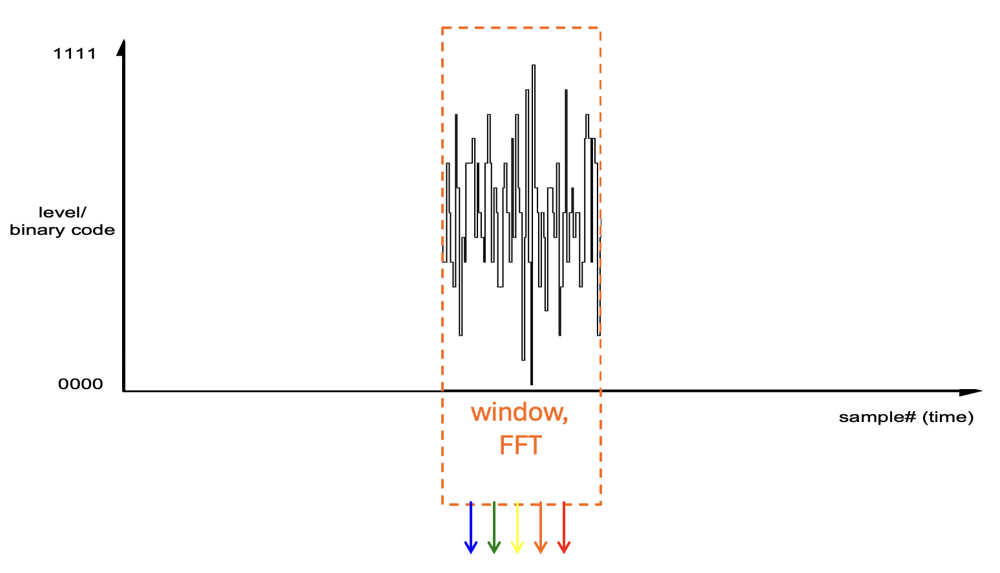 1111
level/
binary code
0000
window,
FFT
sample# (time)